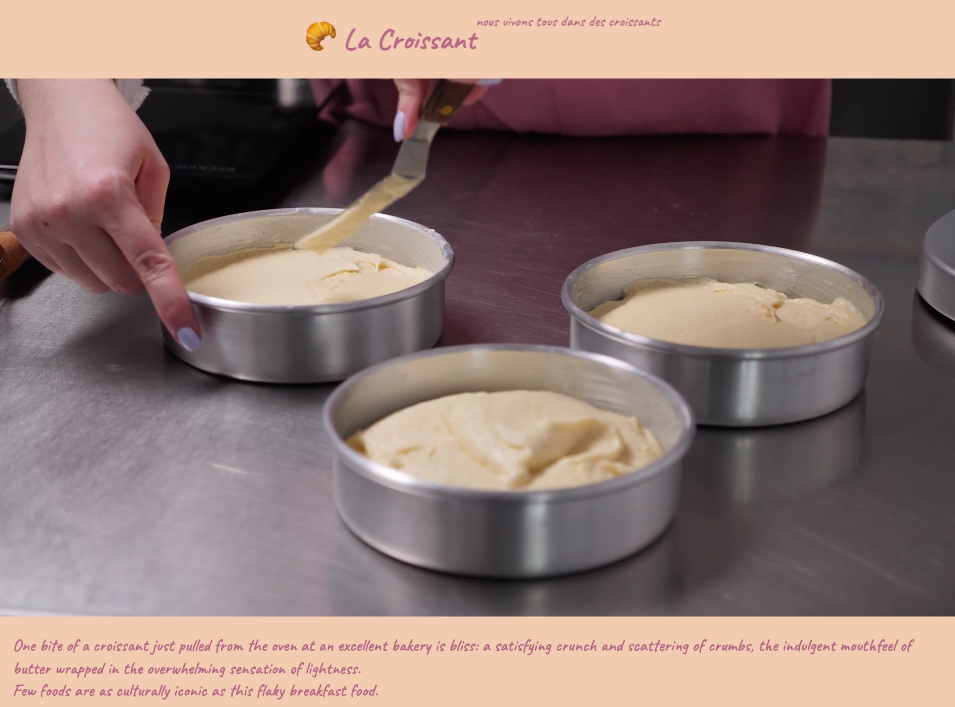 nous vivons tous dans des croissants
La Croissant
One bite of a croissant just pulled from the oven at an excellent bakery is bliss: a satisfying crunch and scattering of crumbs, the indulgent mouthfeel of
butter wrapped in the overwhelming sensation of lightness.
Few foods are as culturally iconic as this flaky breakfast food.